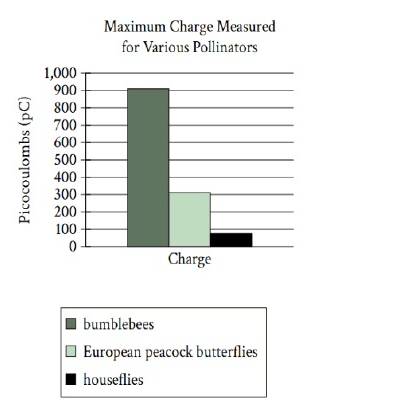 Maximum Charge Measured
for Various Pollinators
Picocoulombs (pC)
1,000
900
800
700
600
500
400
300
200
100
0
Charge
bumblebees
European peacock butterflies
houseflies